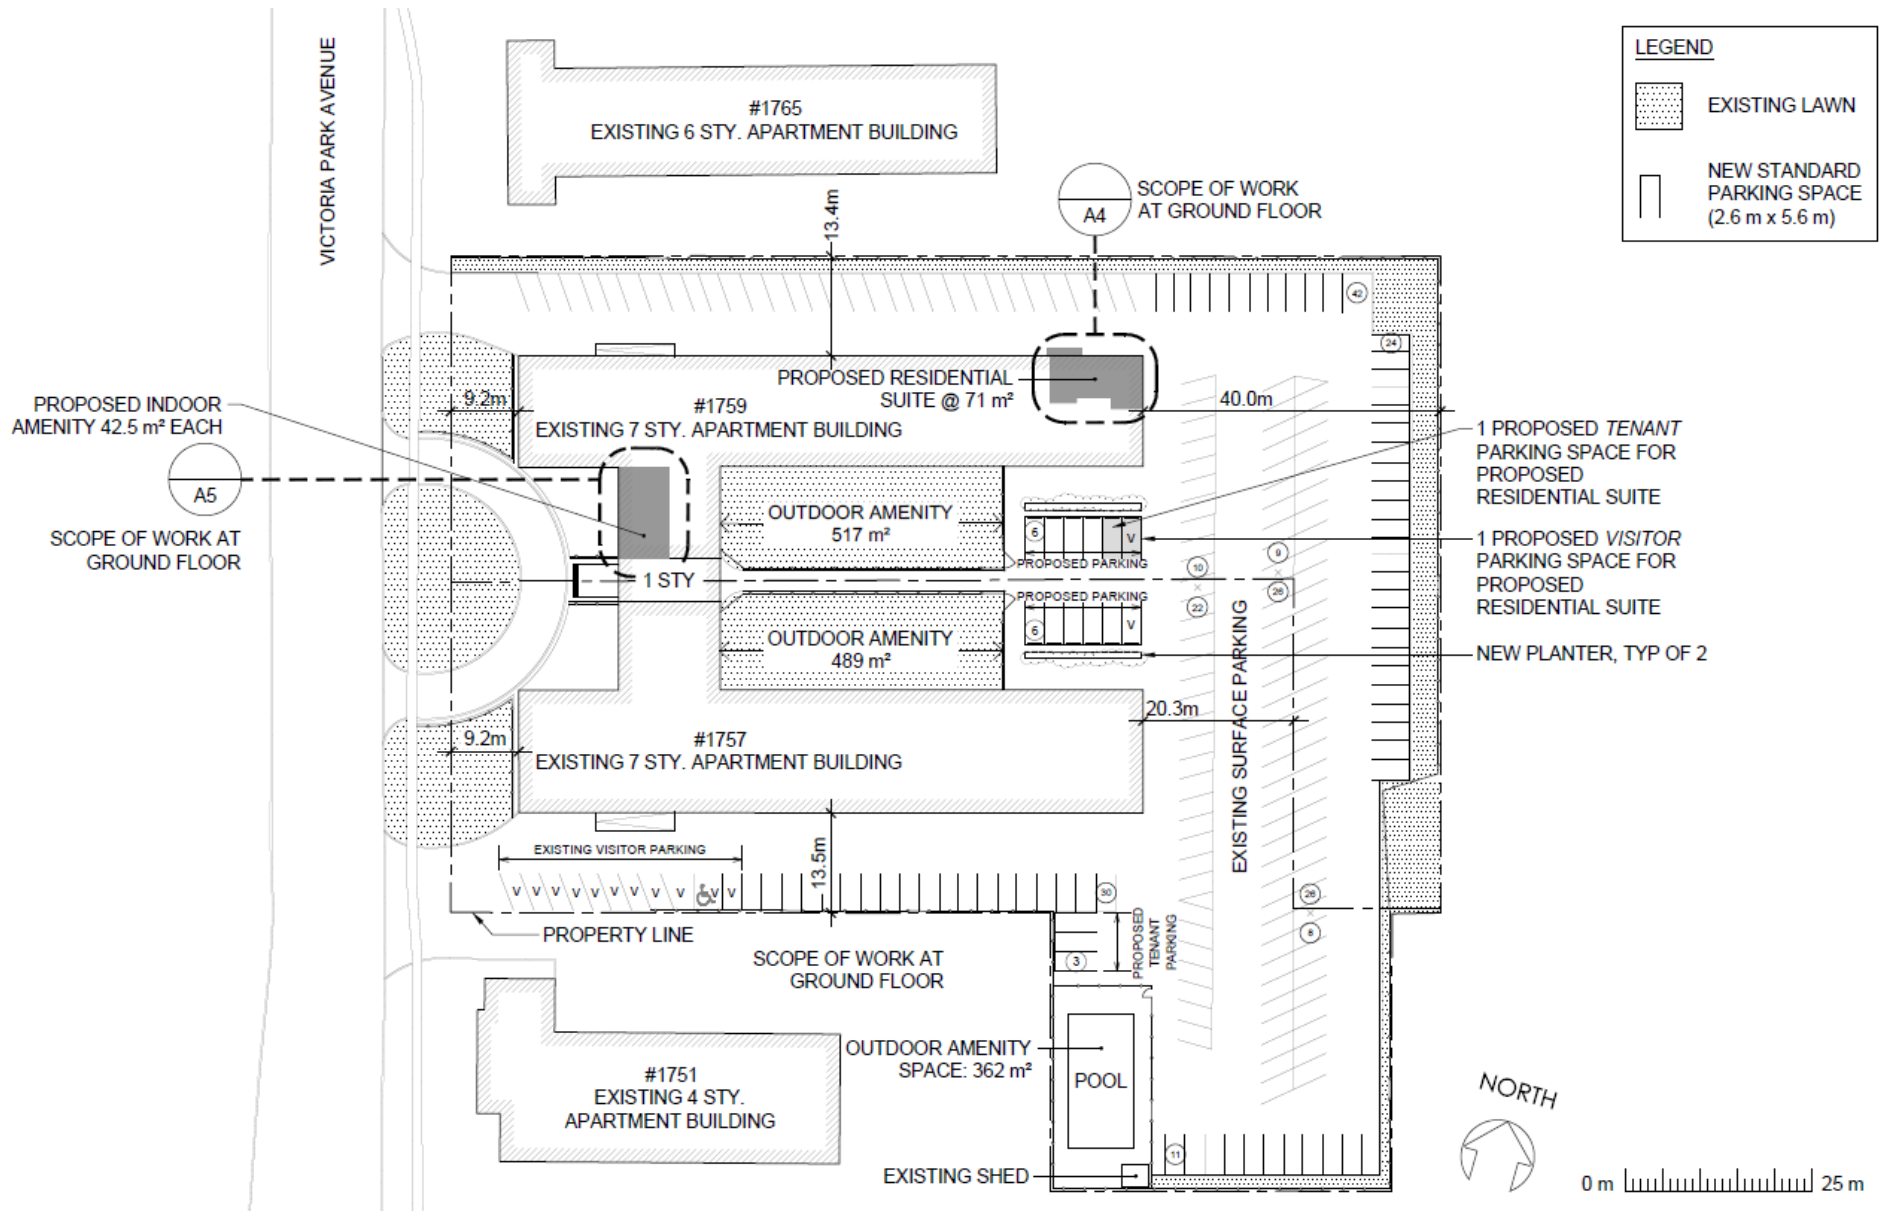 LEGEND
EXISTING LAWN
NEW STANDARD
PARKING SPACE
(2.6 m x 5.6 m)
VICTORIA PARK AVENUE
#1765
EXISTING 6 STY. APARTMENT BUILDING
A4
SCOPE OF WORK
AT GROUND FLOOR
13.4m
42
24
PROPOSED RESIDENTIAL
SUITE @ 71 m²
9.2m
#1759
EXISTING 7 STY. APARTMENT BUILDING
40.0m
PROPOSED INDOOR
AMENITY 42.5 m² EACH
A5
SCOPE OF WORK AT
GROUND FLOOR
1 PROPOSED TENANT
PARKING SPACE FOR
PROPOSED
RESIDENTIAL SUITE
1 PROPOSED VISITOR
PARKING SPACE FOR
PROPOSED
RESIDENTIAL SUITE
NEW PLANTER, TYP OF 2
OUTDOOR AMENITY
517 m²
6
V
PROPOSED PARKING
1 STY
PROPOSED PARKING
6
V
OUTDOOR AMENITY
489 m²
10
22
9
26
EXISTING SURFACE PARKING
20.3m
9.2m
#1757
EXISTING 7 STY. APARTMENT BUILDING
EXISTING VISITOR PARKING
V V V V V V V V V V V
13.5m
30
26
8
PROPERTY LINE
PROPOSED
TENANT
PARKING
3
SCOPE OF WORK AT
GROUND FLOOR
#1751
EXISTING 4 STY.
APARTMENT BUILDING
OUTDOOR AMENITY
SPACE: 362 m²
POOL
EXISTING SHED
11
NORTH
0 m
25 m